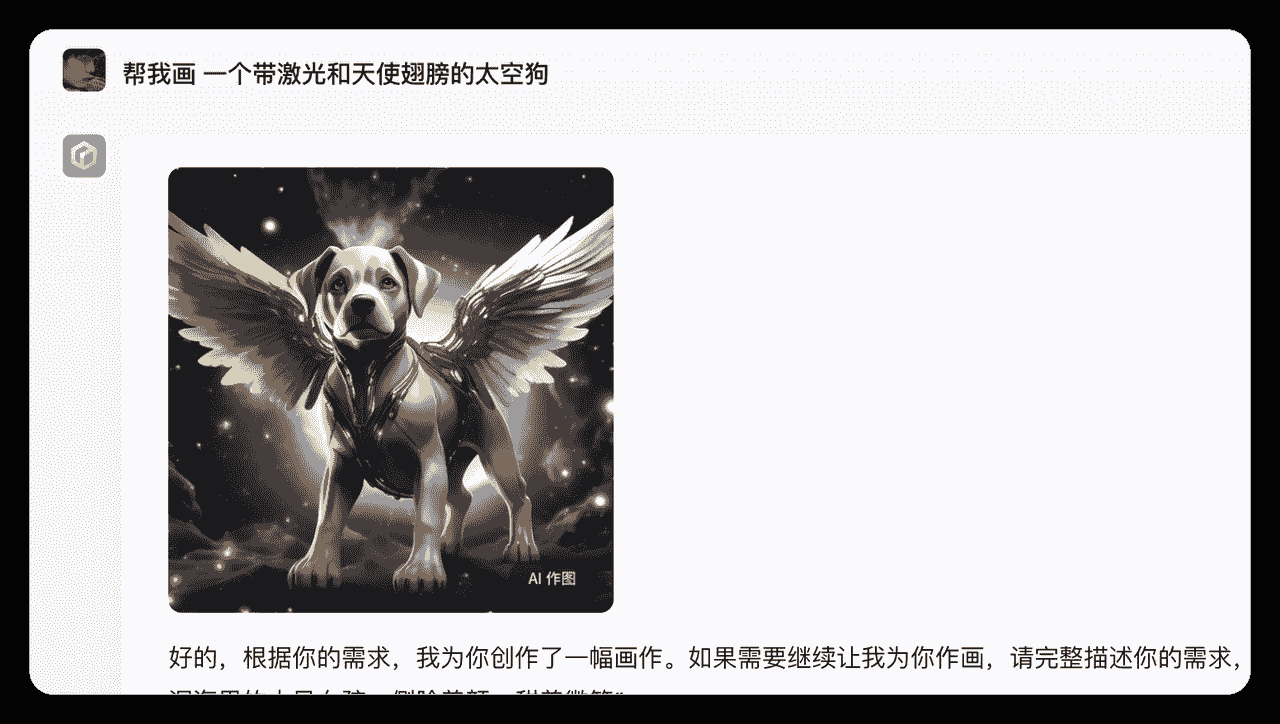 帮我画 一个带激光和天使翅膀的太空狗
AI 作图
好的，根据你的需求，我为你创作了一幅画作。如果需要继续让我为你作画，请完整描述你的需求，